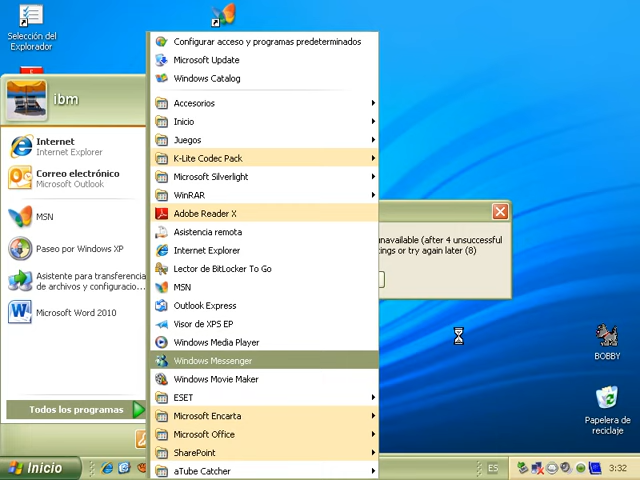 Selección del
Explorador
ibm
Internet
Internet Explorer
Correo electrónico
Microsoft Outlook
MSN
Paseo por Windows XP
Asistente para transferencia
de archivos y configuracio...
Microsoft Word 2010
Todos los programas
Inicio
Configurar acceso y programas predeterminados
Microsoft Update
Windows Catalog
Accesorios
Inicio
Juegos
K-Lite Codec Pack
Microsoft Silverlight
WinRAR
Adobe Reader X
Asistencia remota
Internet Explorer
Lector de BitLocker To Go
MSN
Outlook Express
Visor de XPS EP
Windows Media Player
Windows Messenger
Windows Movie Maker
ESET
Microsoft Encarta
Microsoft Office
SharePoint
aTube Catcher
navailable (after 4 unsuccessful
tings or try again later (8)
BOBBY
Papelera de
reciclaje
ES
3:32